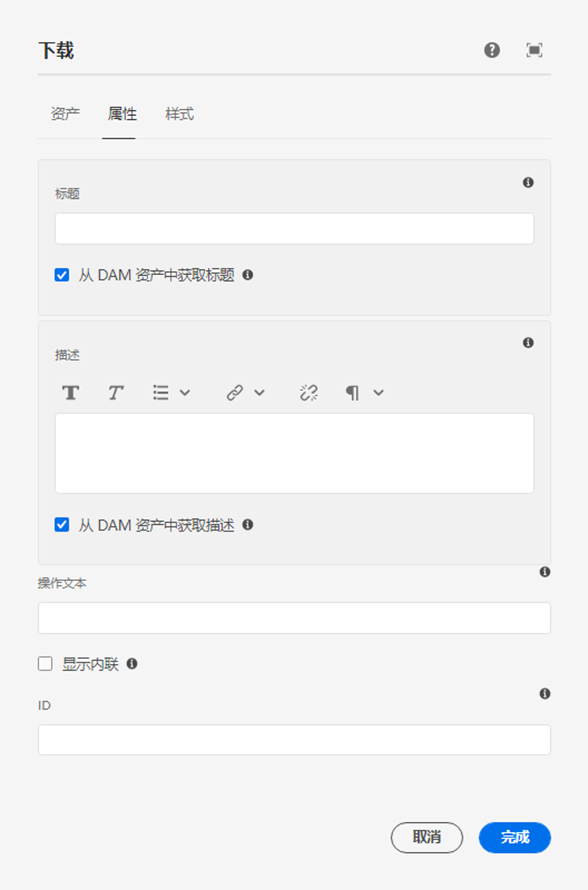 下载
资产 属性 样式
标题
从 DAM 资产中获取标题
描述
从 DAM 资产中获取描述
操作文本
显示内联
ID
取消 完成